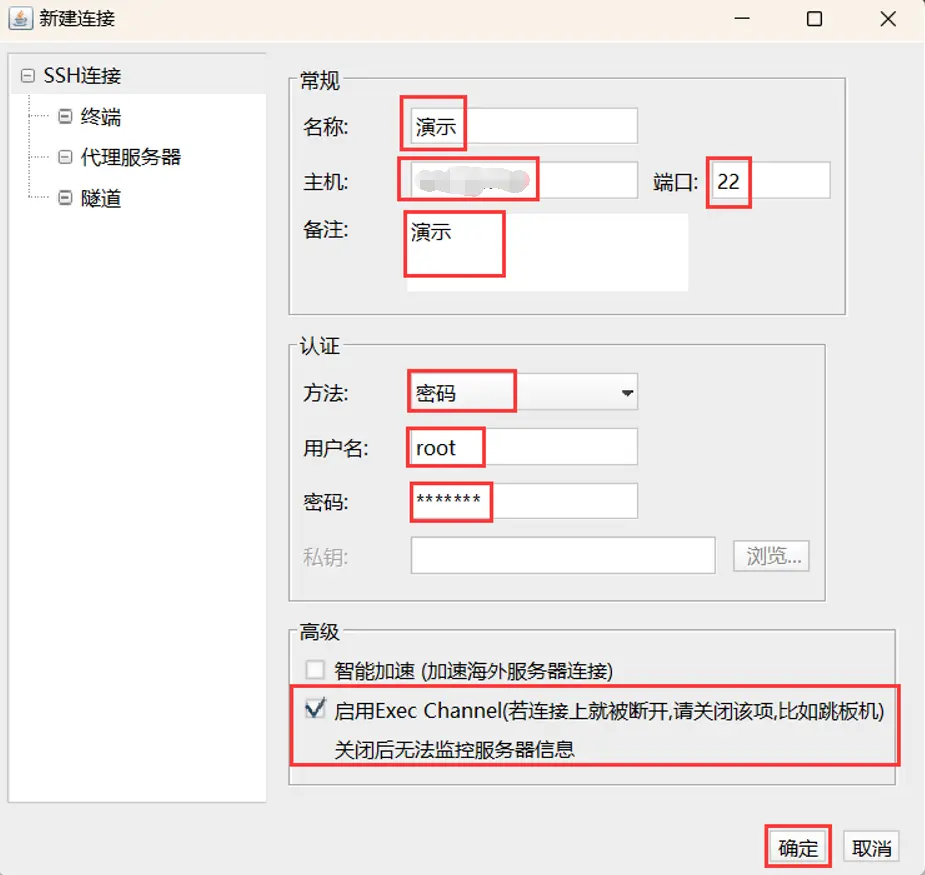 新建连接
SSH连接
终端
代理服务器
隧道
常规
名称: 演示
主机: 端口: 22
备注: 演示
认证
方法: 密码
用户名: root
密码: *******
私钥: 浏览...
高级
智能加速 (加速海外服务器连接)
启用Exec Channel(若连接上就被断开,请关闭该项,比如跳板机)
关闭后无法监控服务器信息
确定 取消